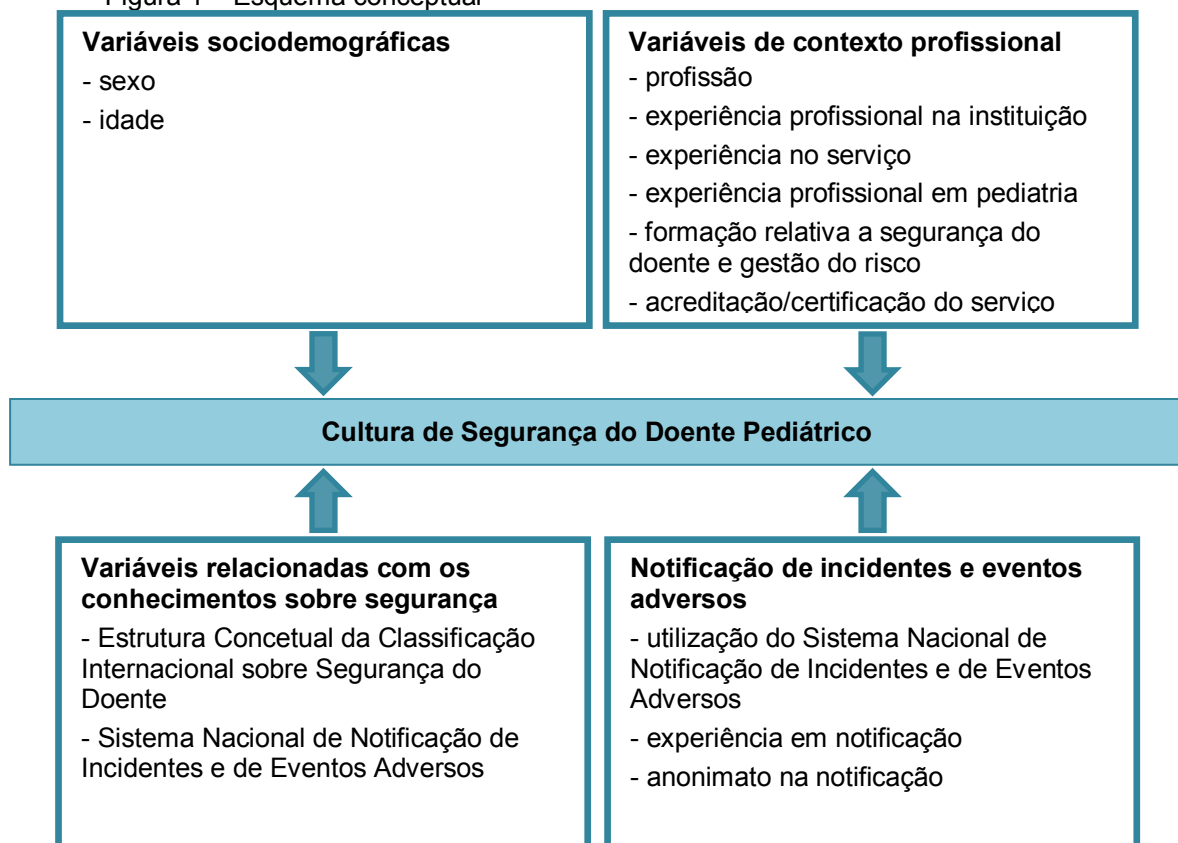 Figura 1 – Esquema conceptual
Variáveis sociodemográficas
- sexo
- idade
Variáveis de contexto profissional
- profissão
- experiência profissional na instituição
- experiência no serviço
- experiência profissional em pediatria
- formação relativa a segurança do
doente e gestão do risco
- acreditação/certificação do serviço
Cultura de Segurança do Doente Pediátrico
Variáveis relacionadas com os
conhecimentos sobre segurança
- Estrutura Concetual da Classificação
Internacional sobre Segurança do
Doente
- Sistema Nacional de Notificação de
Incidentes e de Eventos Adversos
Notificação de incidentes e eventos
adversos
- utilização do Sistema Nacional de
Notificação de Incidentes e de Eventos
Adversos
- experiência em notificação
- anonimato na notificação